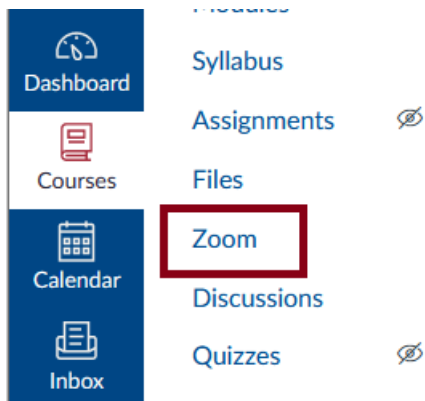 Dashboard
Courses
Calendar
Inbox
Syllabus
Assignments
Files
Zoom
Discussions
Quizzes